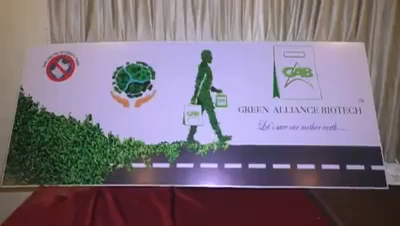 GAB
GREEN ALLIANCE BIOTECH
Let's save our mother earth....